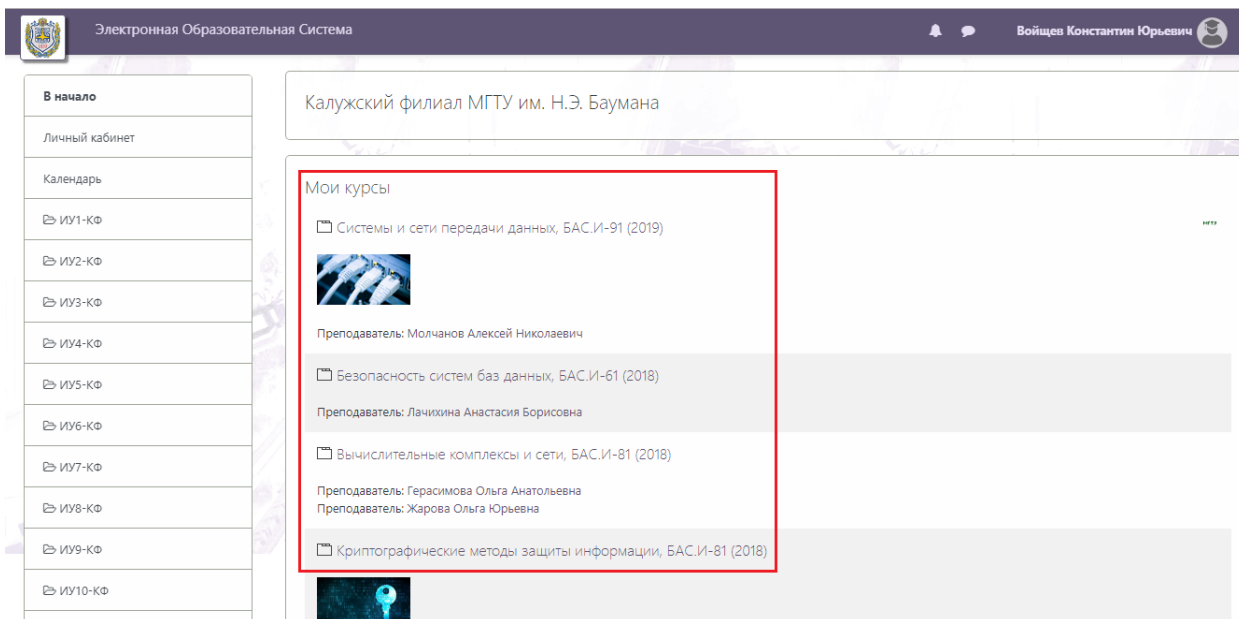 Электронная Образовательная Система
Войщев Константин Юрьевич
В начало
Личный кабинет
Календарь
ИУ1-КФ
ИУ2-КФ
ИУ3-КФ
ИУ4-КФ
ИУ5-КФ
ИУ6-КФ
ИУ7-КФ
ИУ8-КФ
ИУ9-КФ
ИУ10-КФ
Калужский филиал МГТУ им. Н.Э. Баумана
Мои курсы
Системы и сети передачи данных, БАС.И-91 (2019)
МГТУ
Преподаватель: Молчанов Алексей Николаевич
Безопасность систем баз данных, БАС.И-61 (2018)
Преподаватель: Лачихина Анастасия Борисовна
Вычислительные комплексы и сети, БАС.И-81 (2018)
Преподаватель: Герасимова Ольга Анатольевна
Преподаватель: Жарова Ольга Юрьевна
Криптографические методы защиты информации, БАС.И-81 (2018)